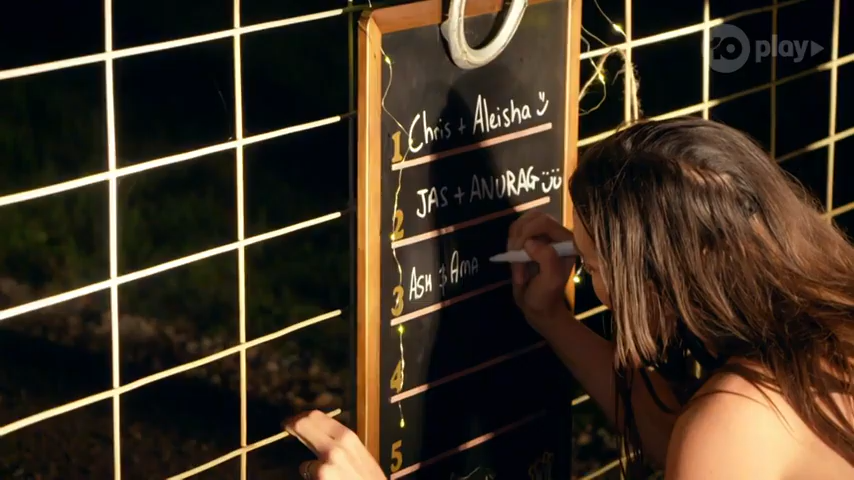 10 play
1 Chris + Aleisha
2 JAS + ANURAG
3 ASH & Ama
4
5